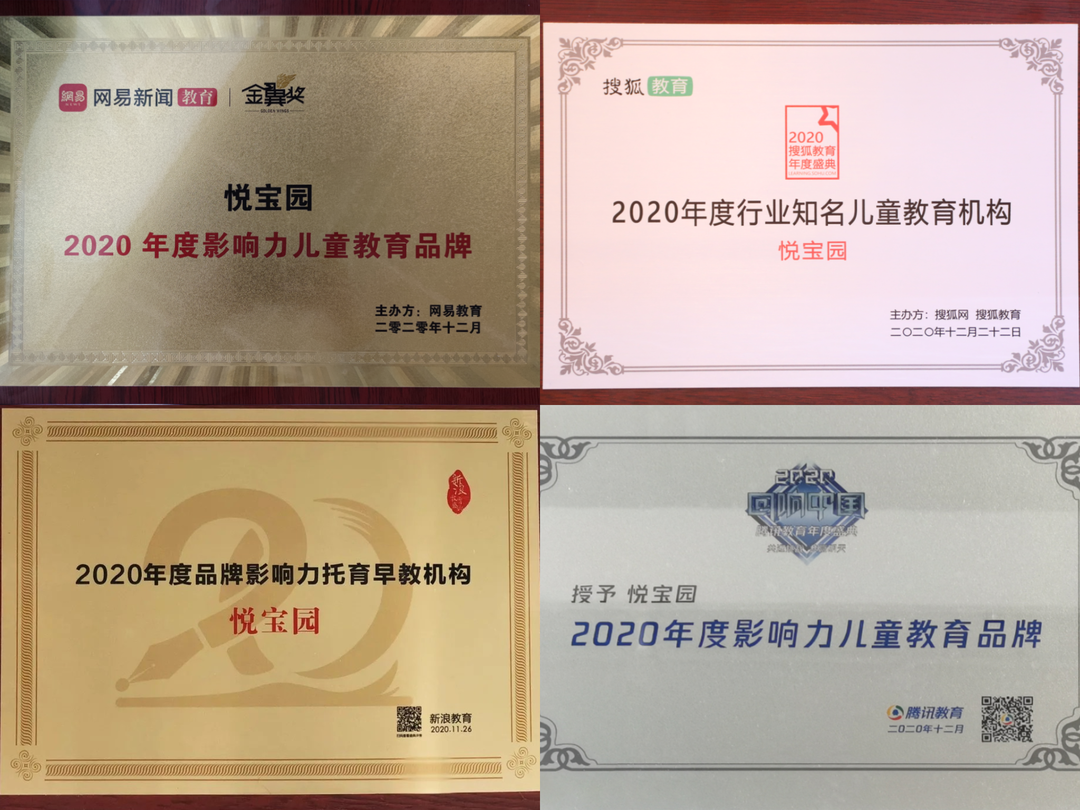 網易
NEWS
网易新闻 教育
金翼奖
悦宝园
2020 年度影响力儿童教育品牌
主办方：网易教育
二零二零年十二月
搜狐 教育
2020
搜狐教育
年度盛典
2020年度行业知名儿童教育机构
悦宝园
主办方：搜狐网 搜狐教育
二〇二〇年十二月二十二日
2020年度品牌影响力托育早教机构
悦宝园
新浪教育
2020.11.26
2020
回响中国
腾讯教育年度盛典
授予 悦宝园
2020年度影响力儿童教育品牌
腾讯教育
二〇二〇年十二月